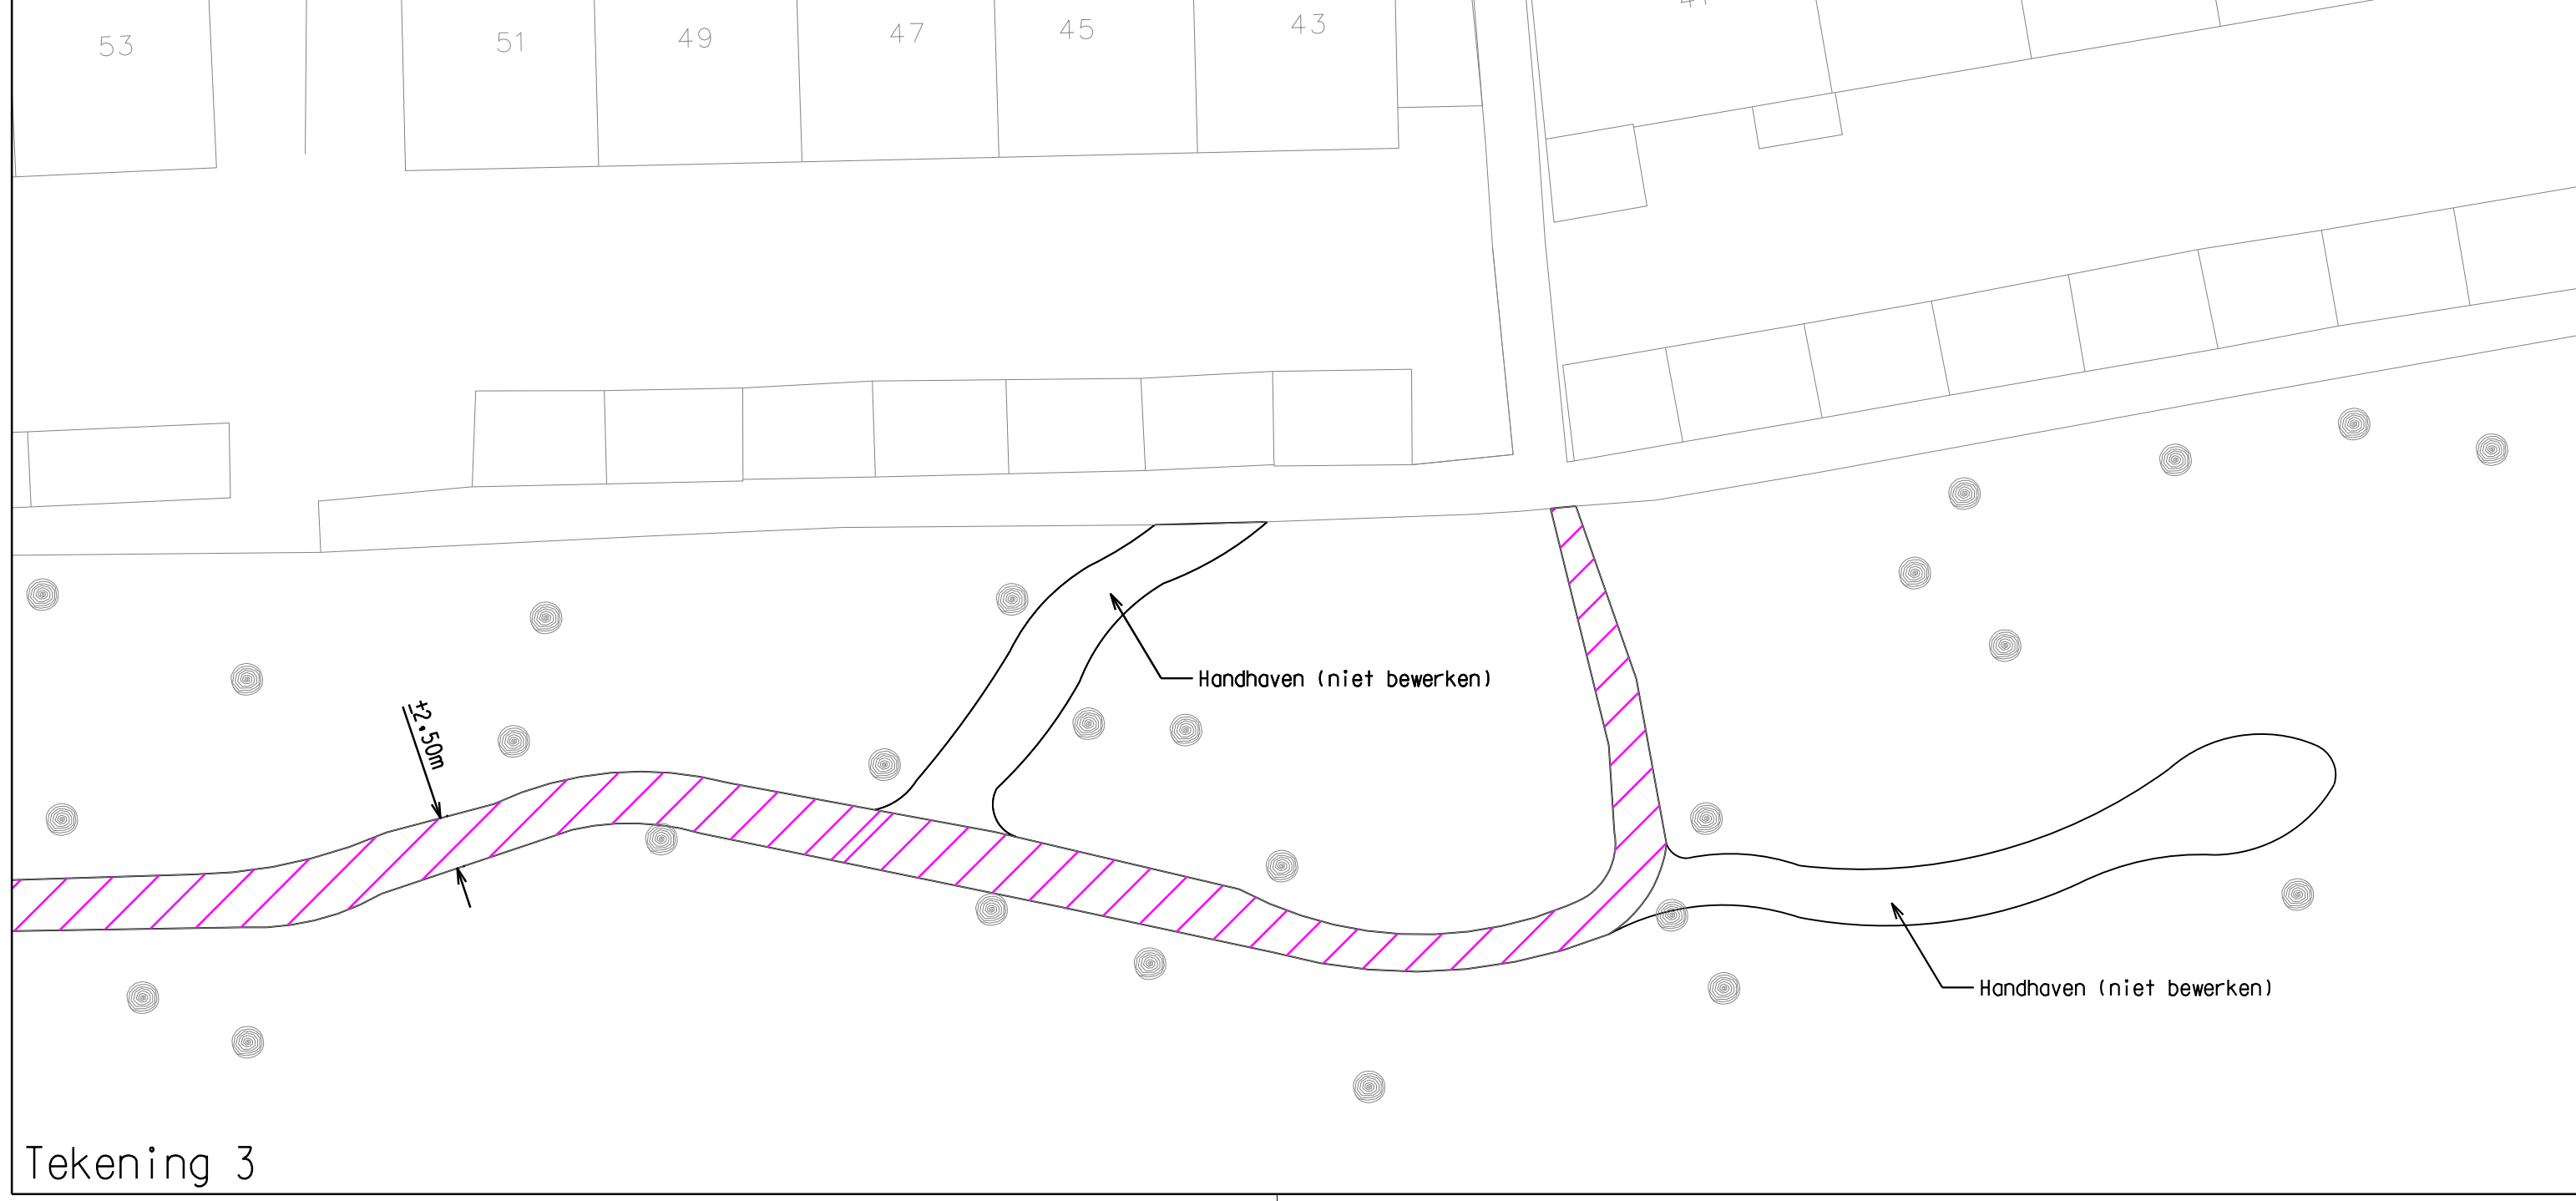 53
51
49
47
45
43
±2,50m
Handhaven (niet bewerken)
Handhaven (niet bewerken)
Tekening 3